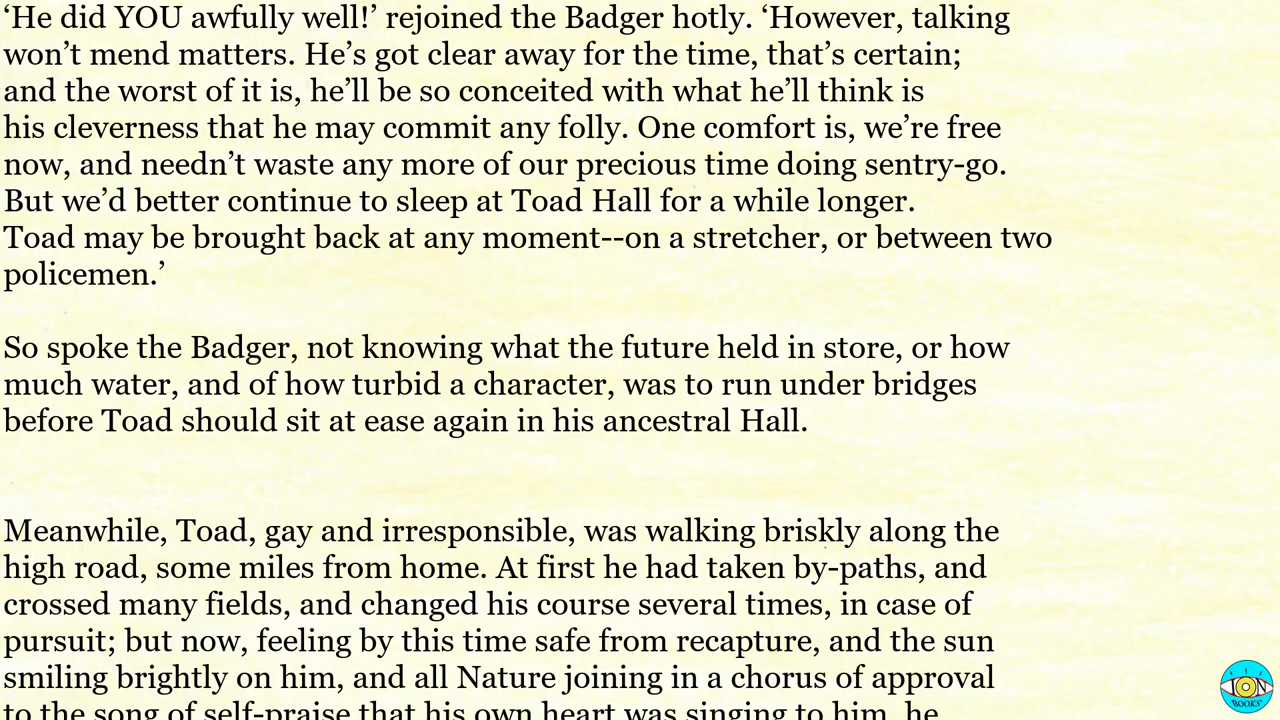 ‘He did YOU awfully well!’ rejoined the Badger hotly. ‘However, talking
won’t mend matters. He’s got clear away for the time, that’s certain;
and the worst of it is, he’ll be so conceited with what he’ll think is
his cleverness that he may commit any folly. One comfort is, we’re free
now, and needn’t waste any more of our precious time doing sentry-go.
But we’d better continue to sleep at Toad Hall for a while longer.
Toad may be brought back at any moment--on a stretcher, or between two
policemen.’
So spoke the Badger, not knowing what the future held in store, or how
much water, and of how turbid a character, was to run under bridges
before Toad should sit at ease again in his ancestral Hall.
Meanwhile, Toad, gay and irresponsible, was walking briskly along the
high road, some miles from home. At first he had taken by-paths, and
crossed many fields, and changed his course several times, in case of
pursuit; but now, feeling by this time safe from recapture, and the sun
smiling brightly on him, and all Nature joining in a chorus of approval
to the song of self-praise that his own heart was singing to him, he
ION
BOOKS